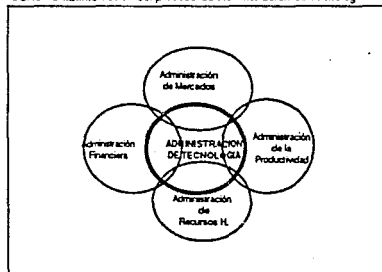 Administración
de Mercados
Administración
Financiera
ADMINISTRACION
DE TECNOLOGIA
Administración
de la
Productividad
Administración
de
Recursos H.